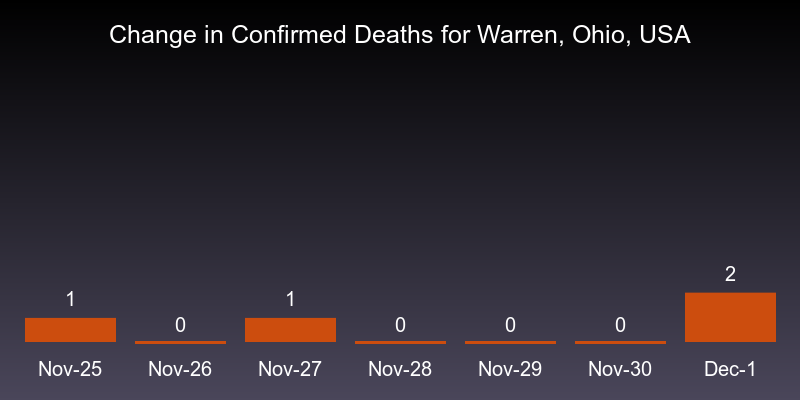 Change in Confirmed Deaths for Warren, Ohio, USA
1 0 1 0 0 0 2
Nov-25 Nov-26 Nov-27 Nov-28 Nov-29 Nov-30 Dec-1